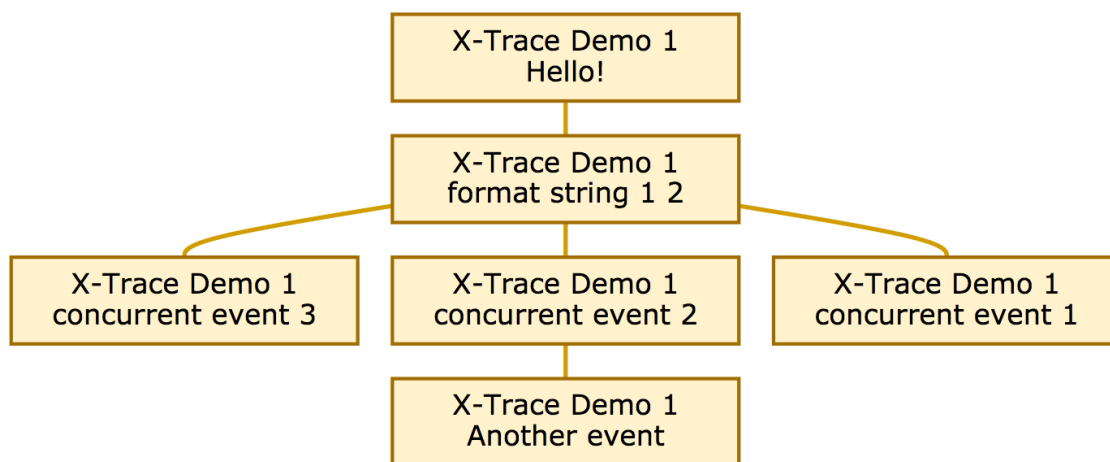 X-Trace Demo 1
Hello!
X-Trace Demo 1
format string 1 2
X-Trace Demo 1
concurrent event 3
X-Trace Demo 1
concurrent event 2
X-Trace Demo 1
concurrent event 1
X-Trace Demo 1
Another event